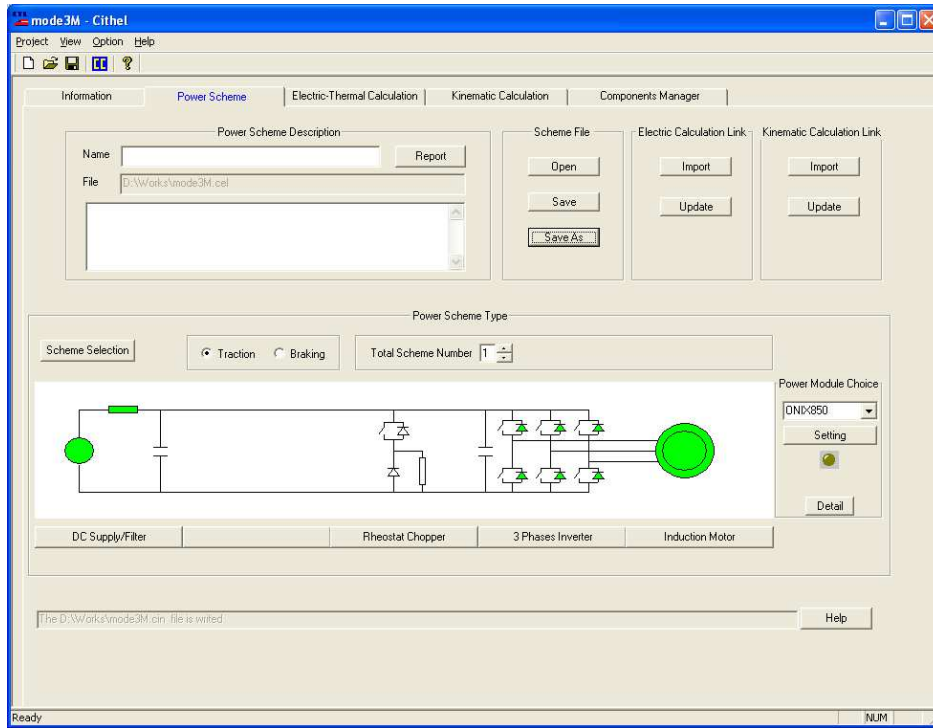 mode3M - Cithel
Project View Option Help
Information Power Scheme Electric-Thermal Calculation Kinematic Calculation Components Manager
Power Scheme Description Scheme File Electric Calculation Link Kinematic Calculation Link
Name Report Open Import Import
File D:\Works\mode3M.cel Save Update Update
Save As
Power Scheme Type
Scheme Selection Traction Braking Total Scheme Number 1
Power Module Choice
ONIX850
Setting
Detail
DC Supply/Filter Rheostat Chopper 3 Phases Inverter Induction Motor
The D:\Works\mode3M.cin file is writed Help
Ready NUM